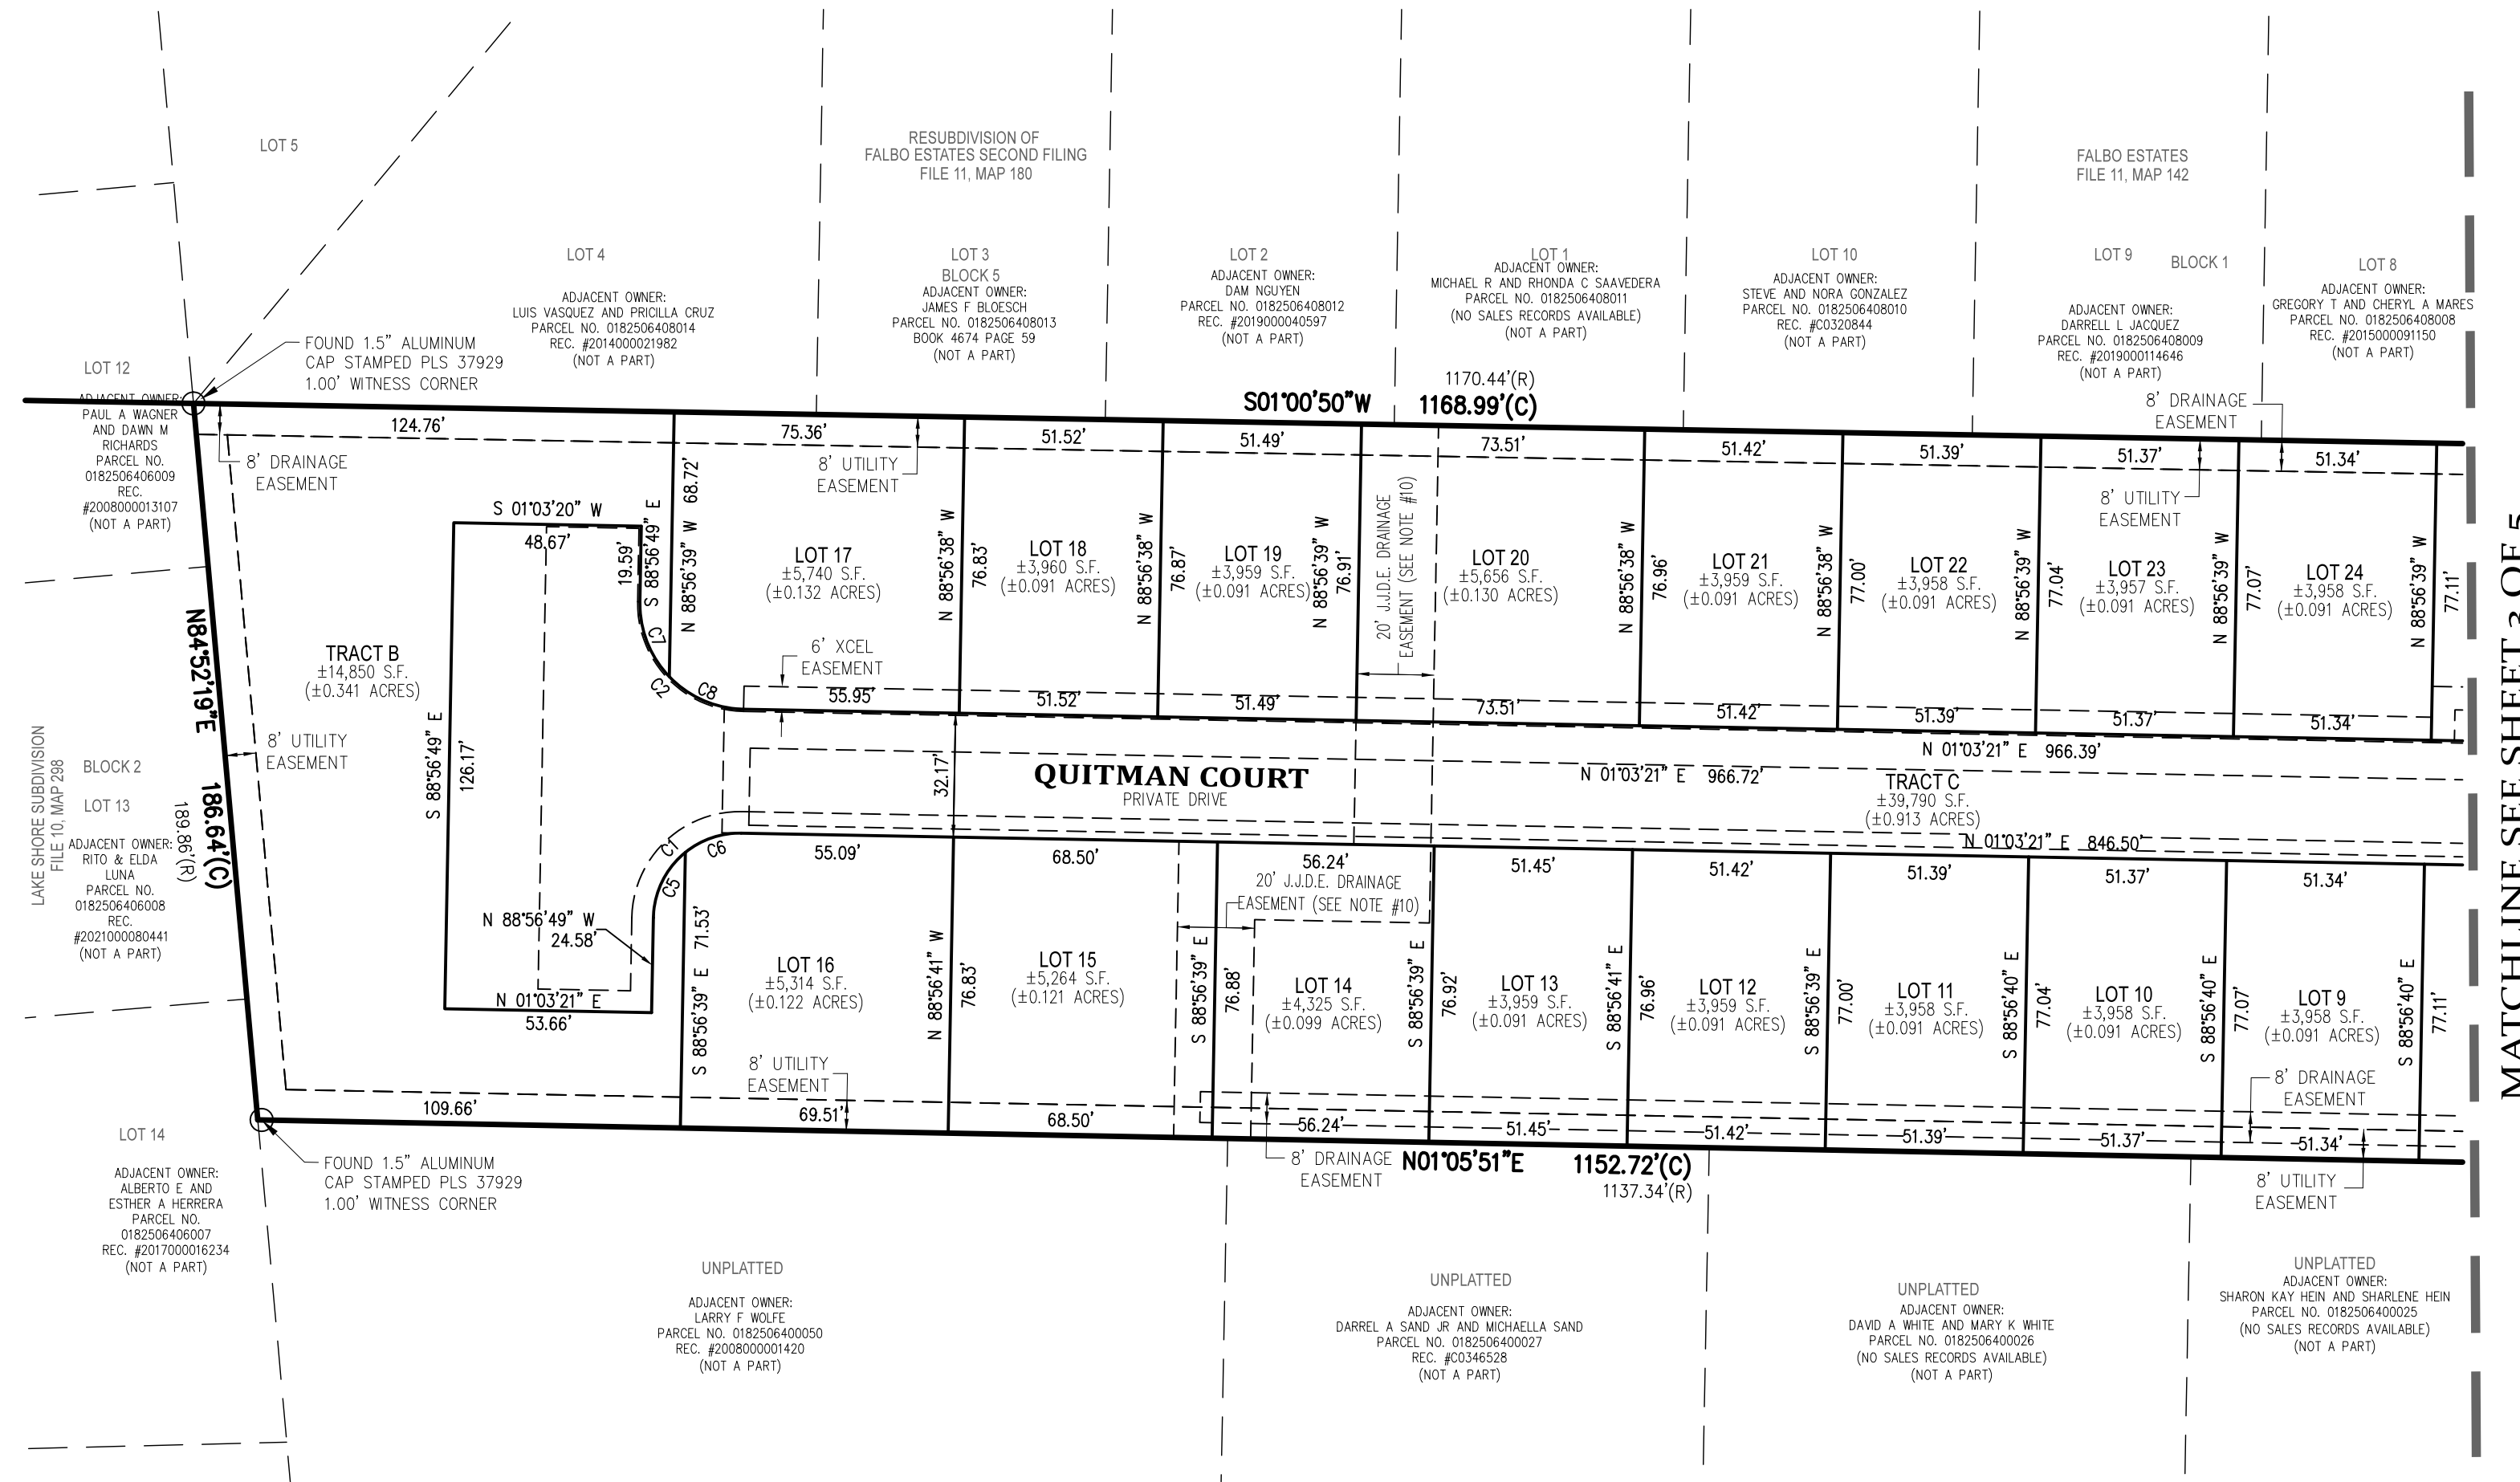 LOT 5
RESUBDIVISION OF
FALBO ESTATES SECOND FILING
FILE 11, MAP 180
FALBO ESTATES
FILE 11, MAP 142
LOT 4
ADJACENT OWNER:
LUIS VASQUEZ AND PRICILLA CRUZ
PARCEL NO. 0182506408014
REC. #2014000021982
(NOT A PART)
LOT 3
BLOCK 5
ADJACENT OWNER:
JAMES F BLOESCH
PARCEL NO. 0182506408013
BOOK 4674 PAGE 59
(NOT A PART)
LOT 2
ADJACENT OWNER:
DAM NGUYEN
PARCEL NO. 0182506408012
REC. #2019000040597
(NOT A PART)
LOT 1
ADJACENT OWNER:
MICHAEL R AND RHONDA C SAAVEDERA
PARCEL NO. 0182506408011
(NO SALES RECORDS AVAILABLE)
(NOT A PART)
LOT 10
ADJACENT OWNER:
STEVE AND NORA GONZALEZ
PARCEL NO. 0182506408010
REC. #C0320844
(NOT A PART)
LOT 9
BLOCK 1
ADJACENT OWNER:
DARRELL L JACQUEZ
PARCEL NO. 0182506408009
REC. #2019000114646
(NOT A PART)
LOT 8
ADJACENT OWNER:
GREGORY T AND CHERYL A MARES
PARCEL NO. 0182506408008
REC. #2015000091150
(NOT A PART)
FOUND 1.5" ALUMINUM
CAP STAMPED PLS 37929
1.00' WITNESS CORNER
LOT 12
ADJACENT OWNER:
PAUL A WAGNER
AND DAWN M
RICHARDS
PARCEL NO.
0182506406009
REC.
#2008000013107
(NOT A PART)
1170.44'(R)
S01°00'50"W 1168.99'(C)
8' DRAINAGE
EASEMENT
124.76'
75.36'
51.52'
51.49'
73.51'
51.42'
51.39'
51.37'
51.34'
8' DRAINAGE
EASEMENT
8' UTILITY
EASEMENT
8' UTILITY
EASEMENT
S 01°03'20" W
48.67'
19.59'
S 88°56'49" E
N 88°56'39" W 68.72'
LOT 17
±5,740 S.F.
(±0.132 ACRES)
N 88°56'38" W
76.83'
LOT 18
±3,960 S.F.
(±0.091 ACRES)
N 88°56'38" W
76.87'
LOT 19
±3,959 S.F.
(±0.091 ACRES)
N 88°56'39" W
76.91'
20' J.J.D.E. DRAINAGE
EASEMENT (SEE NOTE #10)
LOT 20
±5,656 S.F.
(±0.130 ACRES)
N 88°56'38" W
76.96'
LOT 21
±3,959 S.F.
(±0.091 ACRES)
N 88°56'38" W
77.00'
LOT 22
±3,958 S.F.
(±0.091 ACRES)
N 88°56'39" W
77.04'
LOT 23
±3,957 S.F.
(±0.091 ACRES)
N 88°56'39" W
77.07'
LOT 24
±3,958 S.F.
(±0.091 ACRES)
N 88°56'39" W
77.11'
MATCHLINE SEE SHEET 3 OF 5
TRACT B
±14,850 S.F.
(±0.341 ACRES)
C7
C2
C8
6' XCEL
EASEMENT
55.95'
51.52'
51.49'
73.51'
51.42'
51.39'
51.37'
51.34'
N84°52'19"E 186.64'(C)
189.86'(R)
8' UTILITY
EASEMENT
S 88°56'49" E
126.17'
LAKE SHORE SUBDIVISION
FILE 10, MAP 298
BLOCK 2
LOT 13
ADJACENT OWNER:
RITO & ELDA
LUNA
PARCEL NO.
0182506406008
REC.
#2021000080441
(NOT A PART)
32.17'
QUITMAN COURT
PRIVATE DRIVE
N 01°03'21" E 966.39'
N 01°03'21" E 966.72'
TRACT C
±39,790 S.F.
(±0.913 ACRES)
N 01°03'21" E 846.50'
C1
C6
C5
55.09'
68.50'
56.24'
51.45'
51.42'
51.39'
51.37'
51.34'
20' J.J.D.E. DRAINAGE
EASEMENT (SEE NOTE #10)
N 88°56'49" W
24.58'
N 01°03'21" E
53.66'
S 88°56'39" E 71.53'
LOT 16
±5,314 S.F.
(±0.122 ACRES)
N 88°56'41" W
76.83'
LOT 15
±5,264 S.F.
(±0.121 ACRES)
S 88°56'39" E
76.88'
LOT 14
±4,325 S.F.
(±0.099 ACRES)
S 88°56'39" E
76.92'
LOT 13
±3,959 S.F.
(±0.091 ACRES)
S 88°56'41" E
76.96'
LOT 12
±3,959 S.F.
(±0.091 ACRES)
S 88°56'39" E
77.00'
LOT 11
±3,958 S.F.
(±0.091 ACRES)
S 88°56'40" E
77.04'
LOT 10
±3,958 S.F.
(±0.091 ACRES)
S 88°56'40" E
77.07'
LOT 9
±3,958 S.F.
(±0.091 ACRES)
S 88°56'40" E
77.11'
8' UTILITY
EASEMENT
8' DRAINAGE
EASEMENT
109.66'
69.51'
68.50'
56.24'
51.45'
51.42'
51.39'
51.37'
51.34'
8' DRAINAGE
EASEMENT
N01°05'51"E 1152.72'(C)
1137.34'(R)
8' UTILITY
EASEMENT
FOUND 1.5" ALUMINUM
CAP STAMPED PLS 37929
1.00' WITNESS CORNER
LOT 14
ADJACENT OWNER:
ALBERTO E AND
ESTHER A HERRERA
PARCEL NO.
0182506406007
REC. #2017000016234
(NOT A PART)
UNPLATTED
ADJACENT OWNER:
LARRY F WOLFE
PARCEL NO. 0182506400050
REC. #2008000001420
(NOT A PART)
UNPLATTED
ADJACENT OWNER:
DARREL A SAND JR AND MICHAELLA SAND
PARCEL NO. 0182506400027
REC. #C0346528
(NOT A PART)
UNPLATTED
ADJACENT OWNER:
DAVID A WHITE AND MARY K WHITE
PARCEL NO. 0182506400026
(NO SALES RECORDS AVAILABLE)
(NOT A PART)
UNPLATTED
ADJACENT OWNER:
SHARON KAY HEIN AND SHARLENE HEIN
PARCEL NO. 0182506400025
(NO SALES RECORDS AVAILABLE)
(NOT A PART)